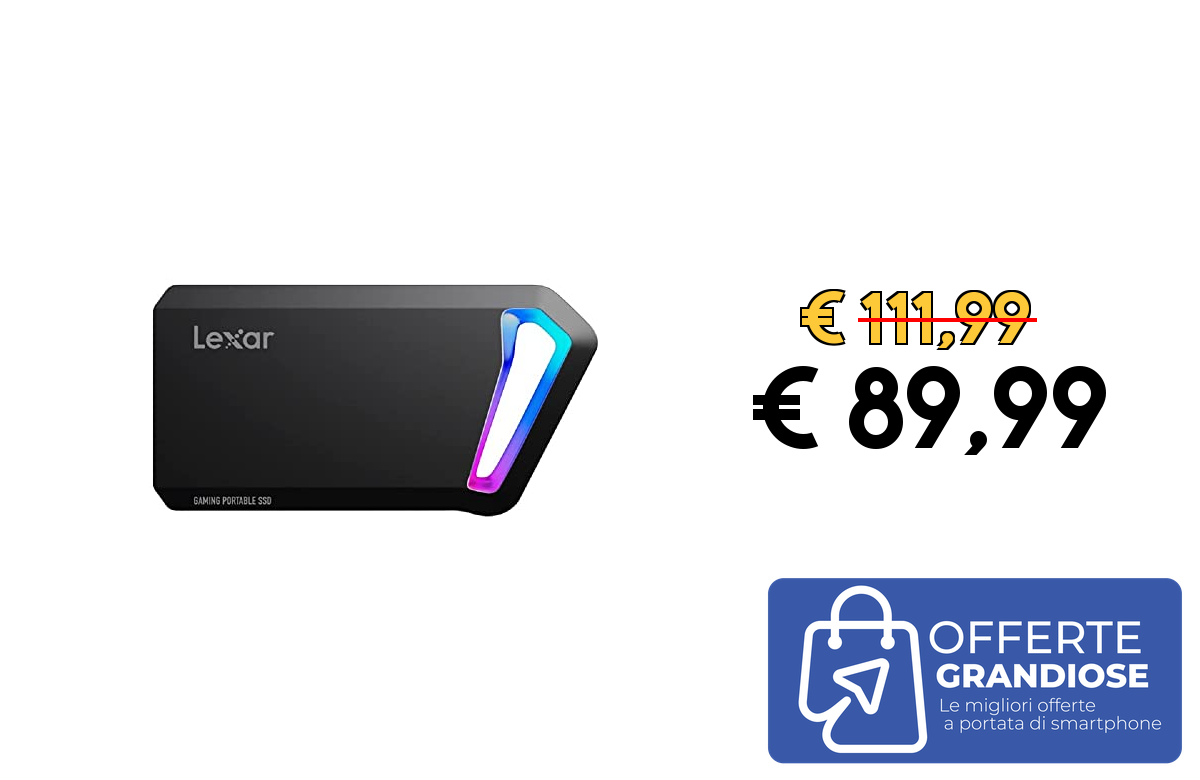 Lexar
GAMING PORTABLE SSD
€ 111,99
€ 89,99
OFFERTE
GRANDIOSE
Le migliori offerte
a portata di smartphone